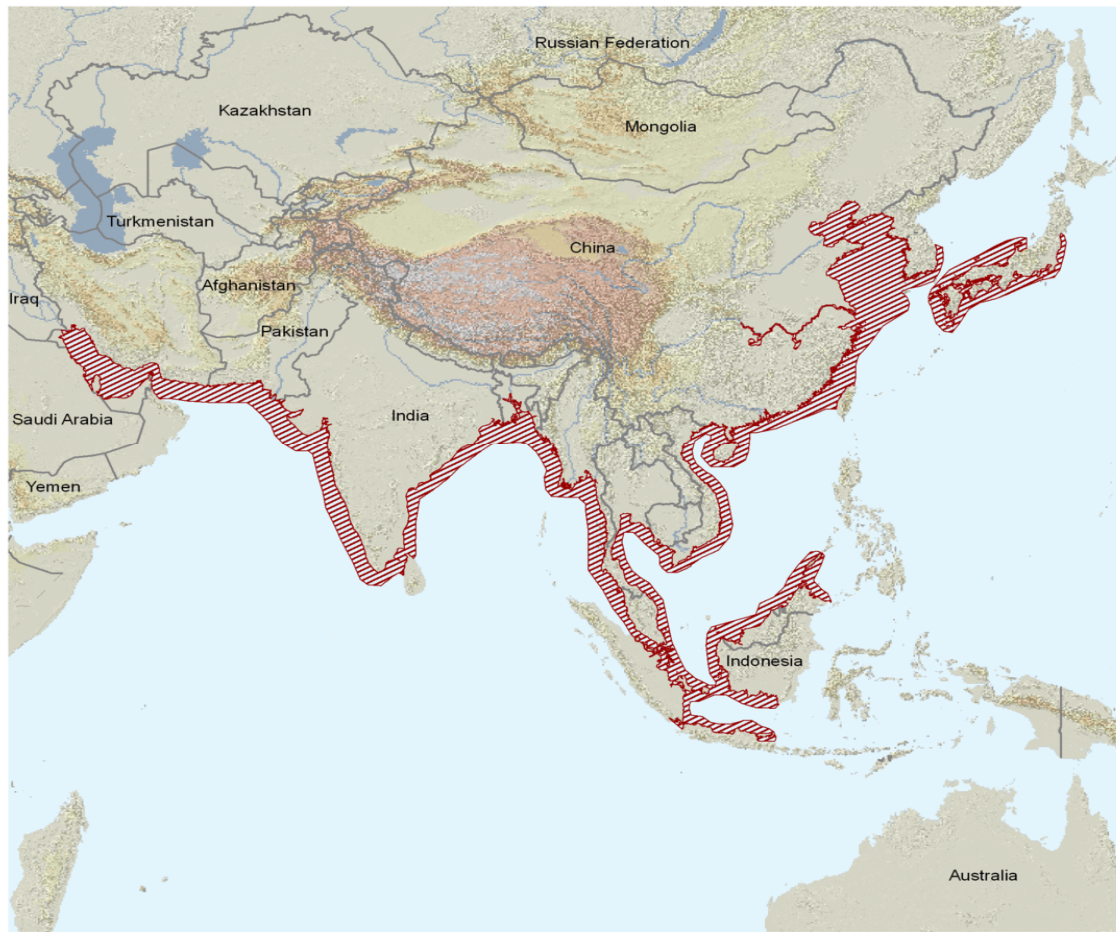 Russian Federation
Kazakhstan
Mongolia
Turkmenistan
China
Afghanistan
Iraq
Pakistan
India
Saudi Arabia
Yemen
Indonesia
Australia